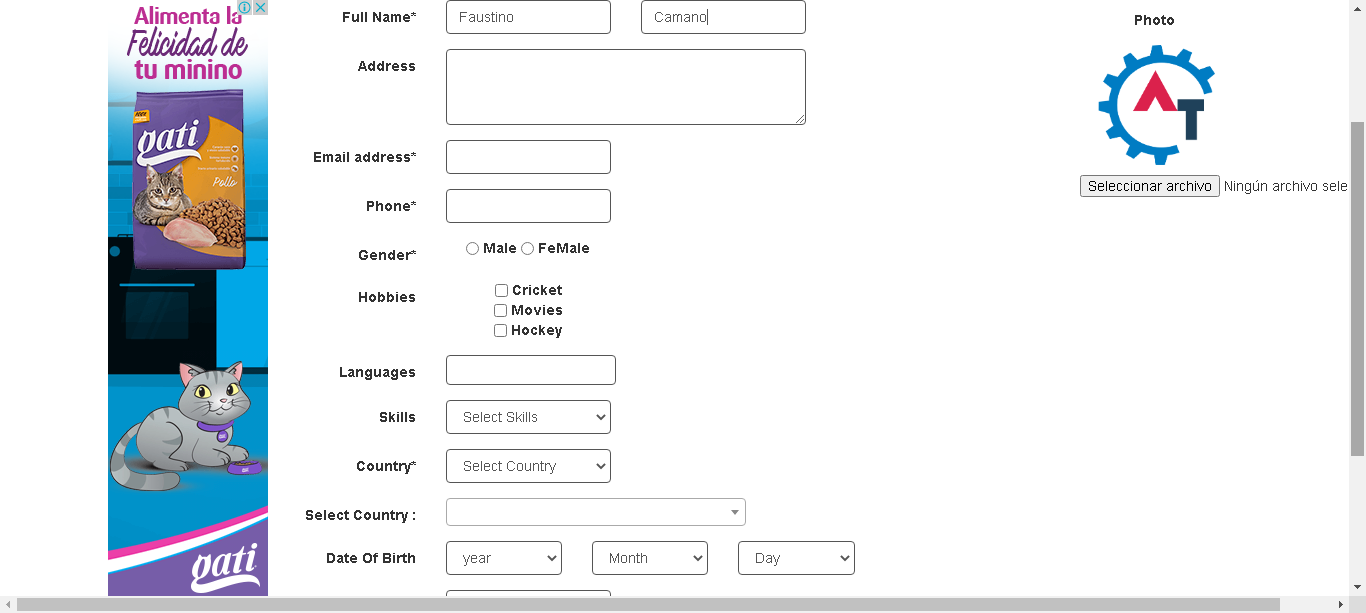 Alimenta la
Felicidad de
tu minino
gati
Pollo
gati
Full Name*
Faustino
Camano
Address
Email address*
Phone*
Gender*
Male
FeMale
Hobbies
Cricket
Movies
Hockey
Languages
Skills
Select Skills
Country*
Select Country
Select Country :
Date Of Birth
year
Month
Day
Photo
AT
Seleccionar archivo Ningún archivo sele